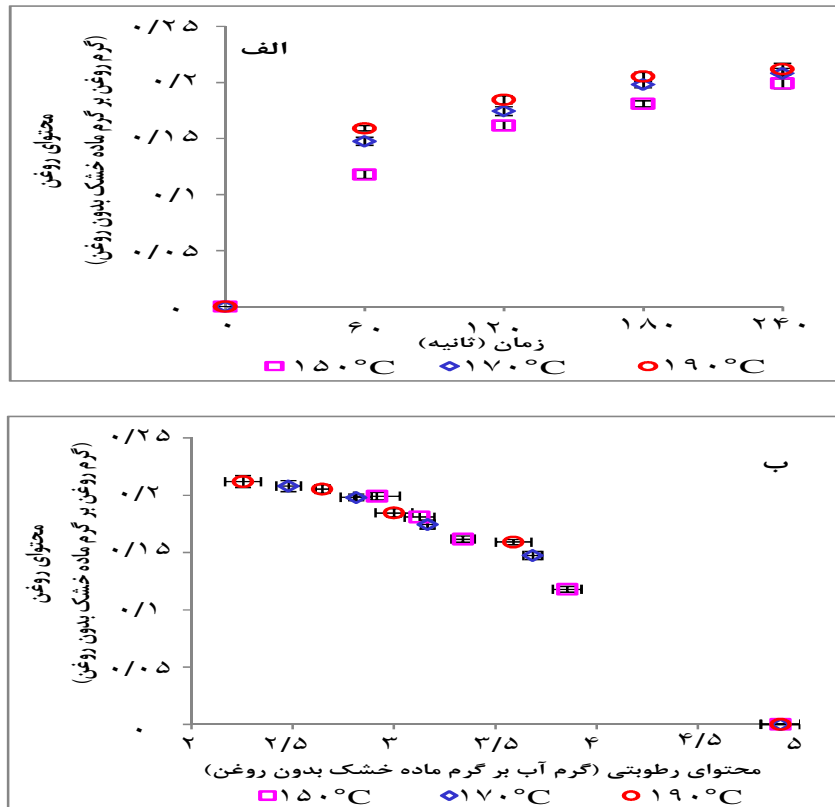 الف
محتوای روغن
(گرم روغن بر گرم ماده خشک بدون روغن)
۰/۲۵
۰/۲
۰/۱۵
۰/۱
۰/۰۵
۰
۰ ۶۰ ۱۲۰ ۱۸۰ ۲۴۰
زمان (ثانیه)
۱۵۰°C ۱۷۰°C ۱۹۰°C
ب
محتوای روغن
(گرم روغن بر گرم ماده خشک بدون روغن)
۰/۲۵
۰/۲
۰/۱۵
۰/۱
۰/۰۵
۰
۲ ۲/۵ ۳ ۳/۵ ۴ ۴/۵ ۵
محتوای رطوبتی (گرم آب بر گرم ماده خشک بدون روغن)
۱۵۰°C ۱۷۰°C ۱۹۰°C